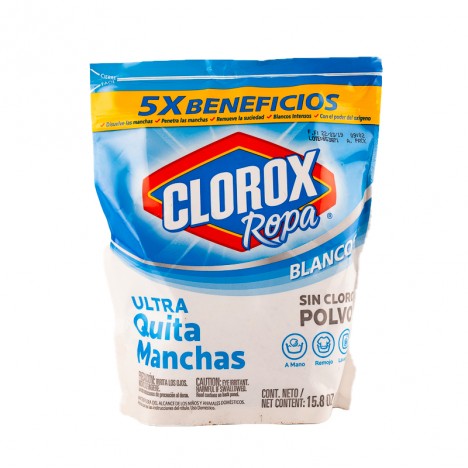 5X BENEFICIOS
✓ Disuelve las manchas ✓ Penetra las manchas ✓ Remueve la suciedad ✓ Blancos intensos ✓ Con el poder del oxígeno
CLOROX
Ropa ®
BLANCO
ULTRA
Quita
Manchas
SIN CLORO
POLVO
A Mano Remojo
CAUTION: EYE IRRITANT.
HARMFUL IF SWALLOWED.
CONT. NETO /
NET CONTENT: 15.8 OZ